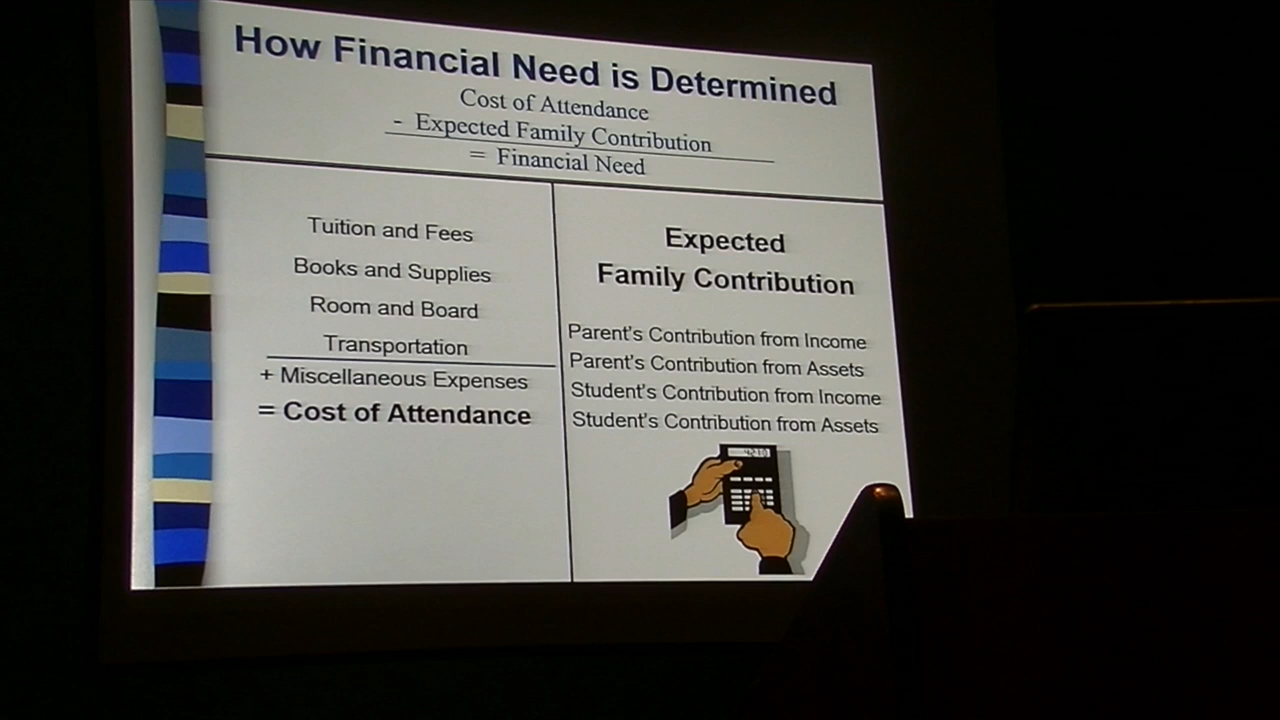 How Financial Need is Determined
Cost of Attendance
- Expected Family Contribution
= Financial Need
Tuition and Fees
Books and Supplies
Room and Board
Transportation
+ Miscellaneous Expenses
= Cost of Attendance
Expected
Family Contribution
Parent's Contribution from Income
Parent's Contribution from Assets
Student's Contribution from Income
Student's Contribution from Assets